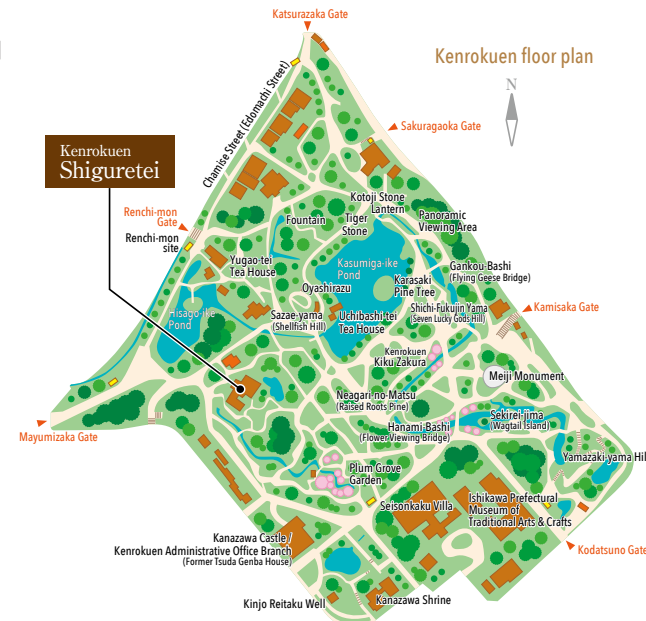 Katsurazaka Gate
Kenrokuen floor plan
N
Chamise Street (Edomachi Street)
Sakuragaoka Gate
Kenrokuen
Shiguretei
Kotoji Stone
Lantern
Renchi-mon
Gate
Fountain
Tiger
Stone
Panoramic
Viewing Area
Renchi-mon
site
Yugao-tei
Tea House
Kasumiga-ike
Pond
Gankou-Bashi
(Flying Geese Bridge)
Oyashirazu
Karasaki
Pine Tree
Hisago-ike
Pond
Sazae-yama
(Shellfish Hill)
Uchibashi-tei
Tea House
Shichi-Fukujin Yama
(Seven Lucky Gods Hill)
Kamisaka Gate
Kenrokuen
Kiku Zakura
Meiji Monument
Neagari-no-Matsu
(Raised Roots Pine)
Mayumizaka Gate
Hanami-Bashi
(Flower Viewing Bridge)
Sekirei-jima
(Wagtail Island)
Yamazaki-yama Hil
Plum Grove
Garden
Seisonkaku Villa
Ishikawa Prefectural
Museum of
Traditional Arts & Crafts
Kanazawa Castle /
Kenrokuen Administrative Office Branch
(Former Tsuda Genba House)
Kodatsuno Gate
Kinjo Reitaku Well
Kanazawa Shrine